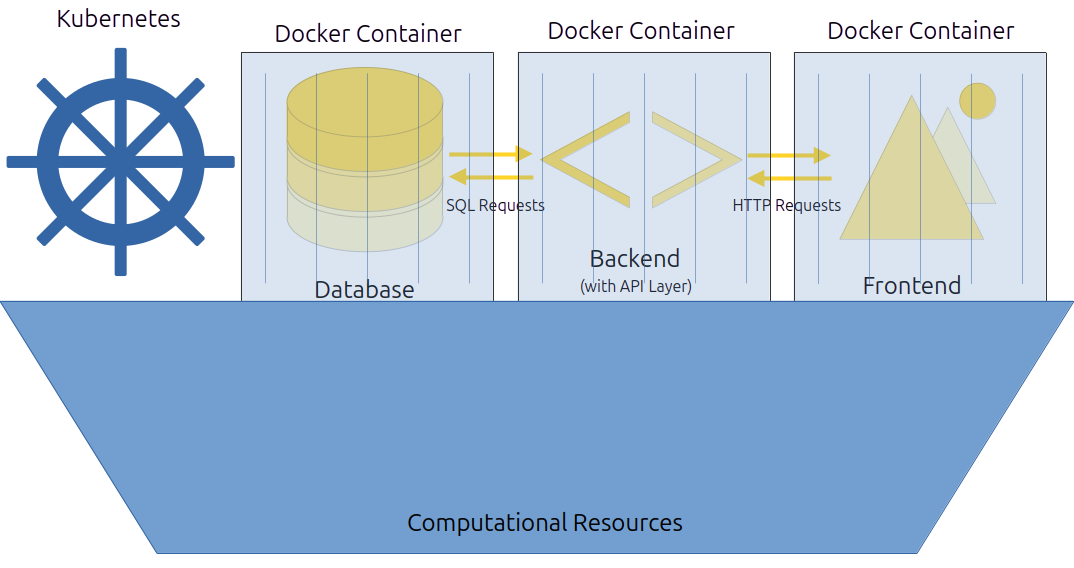 Kubernetes
Docker Container
Docker Container
Docker Container
SQL Requests
HTTP Requests
Database
Backend
(with API Layer)
Frontend
Computational Resources